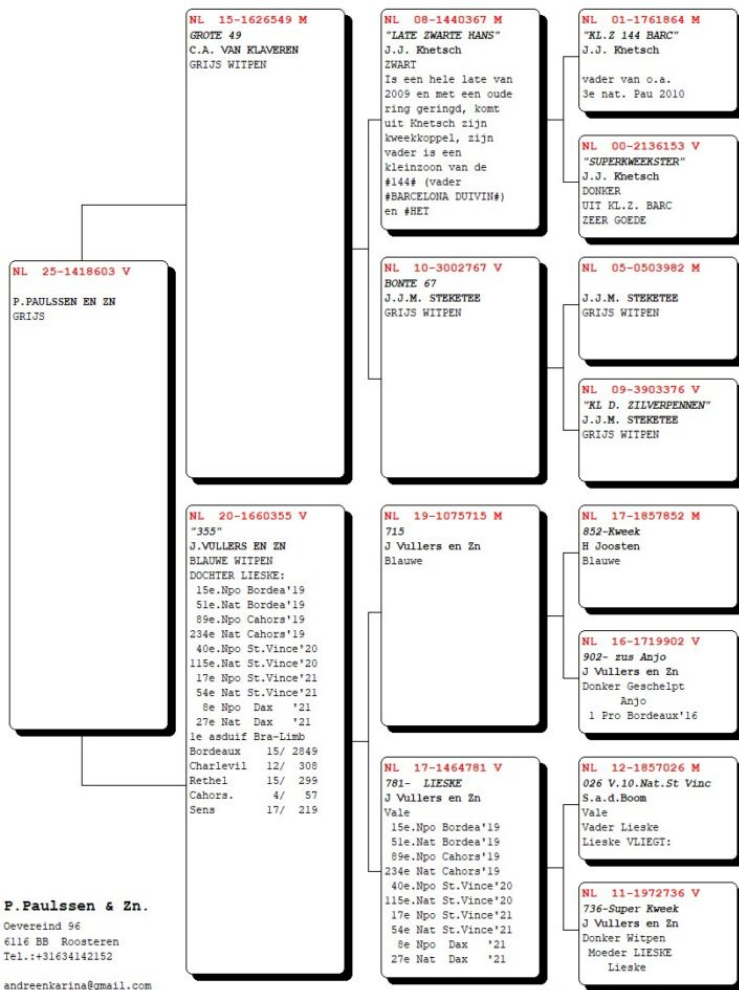 NL 25-1418603 V
P.PAULSSEN EN ZN
GRIJS
NL 15-1626549 M
GROTE 49
C.A. VAN KLAVEREN
GRIJS WITPEN
NL 20-1660355 V
"355"
J.VULLERS EN ZN
BLAUWE WITPEN
DOCHTER LIESKE:
15e.Npo Bordea'19
51e.Nat Bordea'19
89e.Npo Cahors'19
234e Nat Cahors'19
40e.Npo St.Vince'20
115e.Nat St.Vince'20
17e Npo St.Vince'21
54e Nat St.Vince'21
8e Npo Dax '21
27e Nat Dax '21
1e asduif Bra-Limb
Bordeaux 15/ 2849
Charlevil 12/ 308
Rethel 15/ 299
Cahors. 4/ 57
Sens 17/ 219
NL 08-1440367 M
"LATE ZWARTE HANS"
J.J. Knetsch
ZWART
Is een hele late van
2009 en met een oude
ring geringd, komt
uit Knetsch zijn
kweekkoppel, zijn
vader is een
kleinzoon van de
#144# (vader
#BARCELONA DUIVIN#)
en #HET
NL 10-3002767 V
BONTE 67
J.J.M. STEKETEE
GRIJS WITPEN
NL 19-1075715 M
715
J Vullers en Zn
Blauwe
NL 17-1464781 V
781- LIESKE
J Vullers en Zn
Vale
15e.Npo Bordea'19
51e.Nat Bordea'19
89e.Npo Cahors'19
234e Nat Cahors'19
40e.Npo St.Vince'20
115e.Nat St.Vince'20
17e Npo St.Vince'21
54e Nat St.Vince'21
8e Npo Dax '21
27e Nat Dax '21
NL 01-1761864 M
"KL.Z 144 BARC"
J.J. Knetsch
vader van o.a.
3e nat. Pau 2010
NL 00-2136153 V
"SUPERKWEEKSTER"
J.J. Knetsch
DONKER
UIT KL.Z. BARC
ZEER GOEDE
NL 05-0503982 M
J.J.M. STEKETEE
GRIJS WITPEN
NL 09-3903376 V
"KL D. ZILVERPENNEN"
J.J.M. STEKETEE
GRIJS WITPEN
NL 17-1857852 M
852-Kweek
H Joosten
Blauwe
NL 16-1719902 V
902- zus Anjo
J Vullers en Zn
Donker Geschelpt
Anjo
1 Pro Bordeaux'16
NL 12-1857026 M
026 V.10.Nat.St Vinc
S.a.d.Boom
Vale
Vader Lieske
Lieske VLIEGT:
NL 11-1972736 V
736-Super Kweek
J Vullers en Zn
Donker Witpen
Moeder LIESKE
Lieske
P.Paulssen & Zn.
Oevereind 96
6116 BB Roosteren
Tel.:+31634142152
andreenkarina@gmail.com